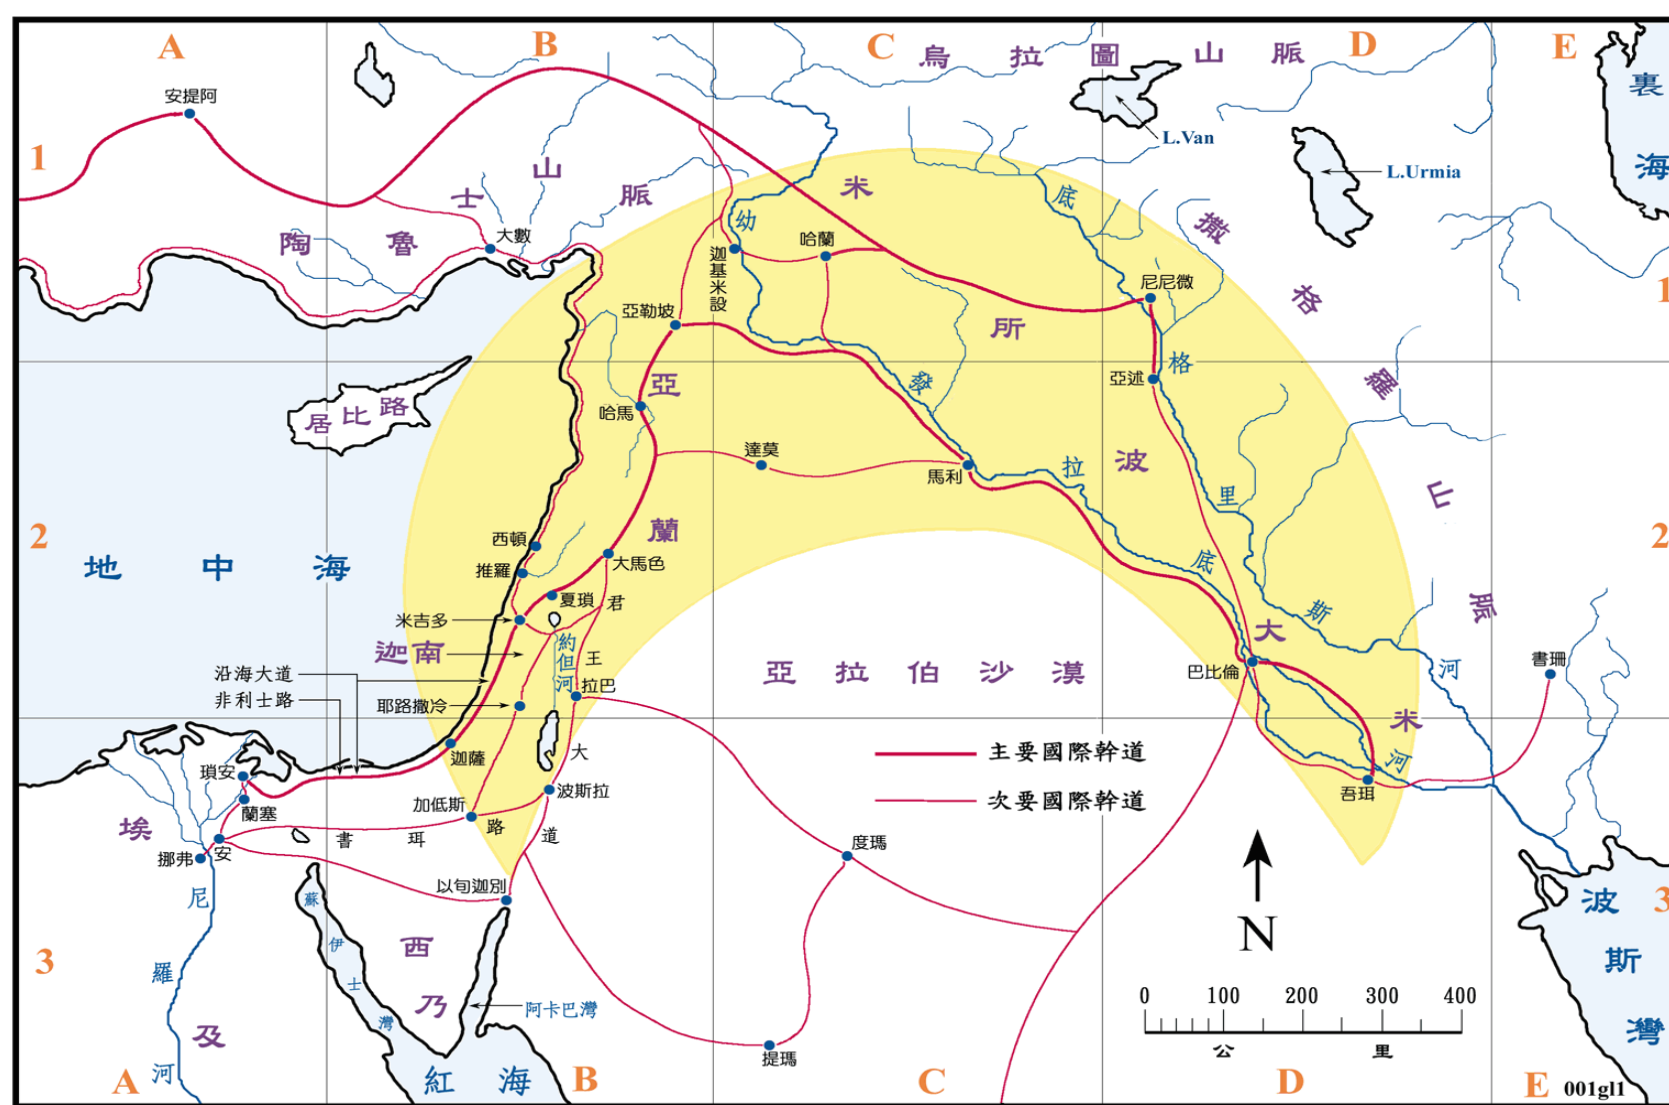 A
B
C
D
E
烏拉圖山脈
裏海
安提阿
1
L.Van
L.Urmia
陶魯士山脈
大數
米所波大米
底格里斯河
幼發拉底河
撒格羅山脈
迦基米設
哈蘭
尼尼微
1
亞勒坡
亞蘭
亞述
居比路
哈馬
達莫
馬利
2
2
地中海
西頓
推羅
大馬色
夏瑣
君王大道
米吉多
迦南
約但河
沿海大道
非利士路
拉巴
耶路撒冷
亞拉伯沙漠
巴比倫
書珊
迦薩
主要國際幹道
次要國際幹道
瑣安
蘭塞
加低斯
波斯拉
吾珥
書珥路
埃及
挪弗
安
度瑪
以旬迦別
尼羅河
蘇伊士灣
西乃
阿卡巴灣
N
波斯灣
3
3
0 100 200 300 400
公里
提瑪
紅海
A
B
C
D
E
001gl1